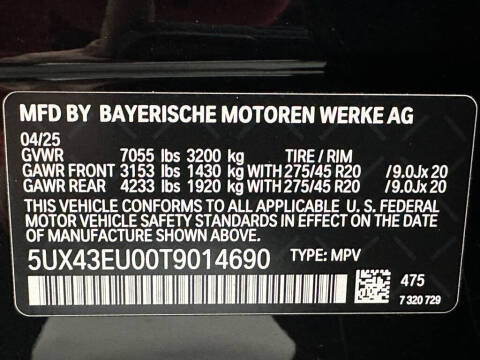 MFD BY BAYERISCHE MOTOREN WERKE AG
04/25
GVWR 7055 lbs 3200 kg TIRE / RIM
GAWR FRONT 3153 lbs 1430 kg WITH 275/45 R20 /9.0Jx 20
GAWR REAR 4233 lbs 1920 kg WITH 275/45 R20 /9.0Jx 20
THIS VEHICLE CONFORMS TO ALL APPLICABLE U. S. FEDERAL
MOTOR VEHICLE SAFETY STANDARDS IN EFFECT ON THE DATE
OF MANUFACTURE SHOWN ABOVE.
5UX43EU00T9014690 TYPE: MPV
475
7 320 729